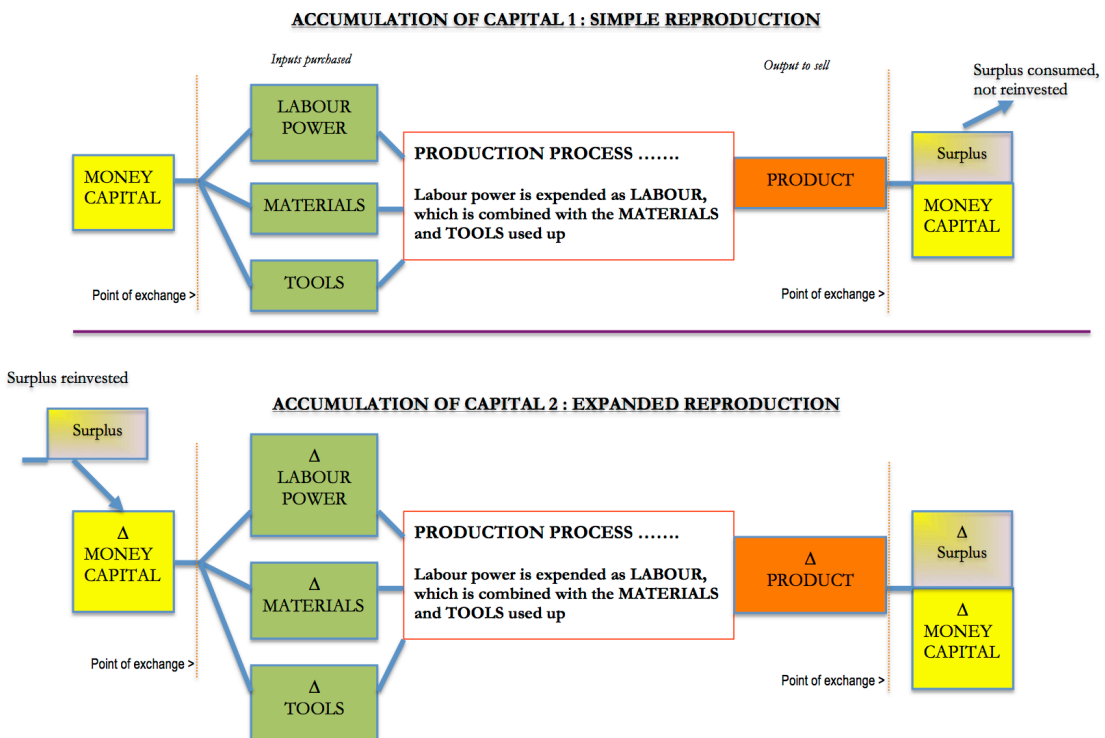 ACCUMULATION OF CAPITAL 1 : SIMPLE REPRODUCTION
Inputs purchased
Output to sell
Surplus consumed,
not reinvested
MONEY
CAPITAL
LABOUR
POWER
MATERIALS
TOOLS
PRODUCTION PROCESS …….
Labour power is expended as LABOUR,
which is combined with the MATERIALS
and TOOLS used up
PRODUCT
Surplus
MONEY
CAPITAL
Point of exchange >
Point of exchange >
Surplus reinvested
ACCUMULATION OF CAPITAL 2 : EXPANDED REPRODUCTION
Surplus
Δ
MONEY
CAPITAL
Δ
LABOUR
POWER
Δ
MATERIALS
Δ
TOOLS
PRODUCTION PROCESS …….
Labour power is expended as LABOUR,
which is combined with the MATERIALS
and TOOLS used up
Δ
PRODUCT
Δ
Surplus
Δ
MONEY
CAPITAL
Point of exchange >
Point of exchange >